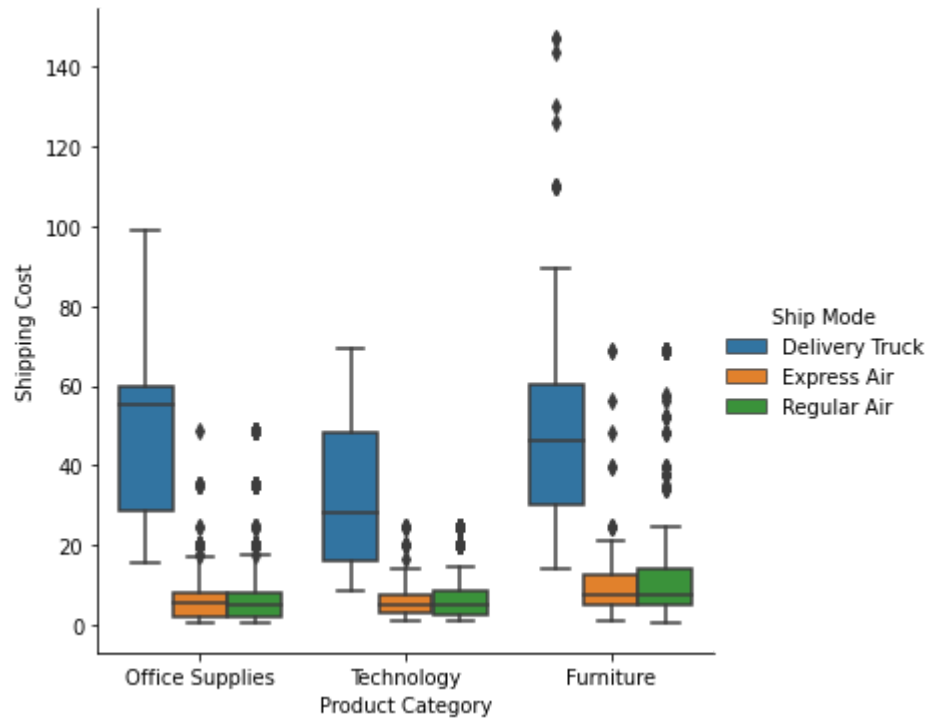 140
120
100
80
60
40
20
0
Shipping Cost
Office Supplies
Technology
Furniture
Product Category
Ship Mode
Delivery Truck
Express Air
Regular Air